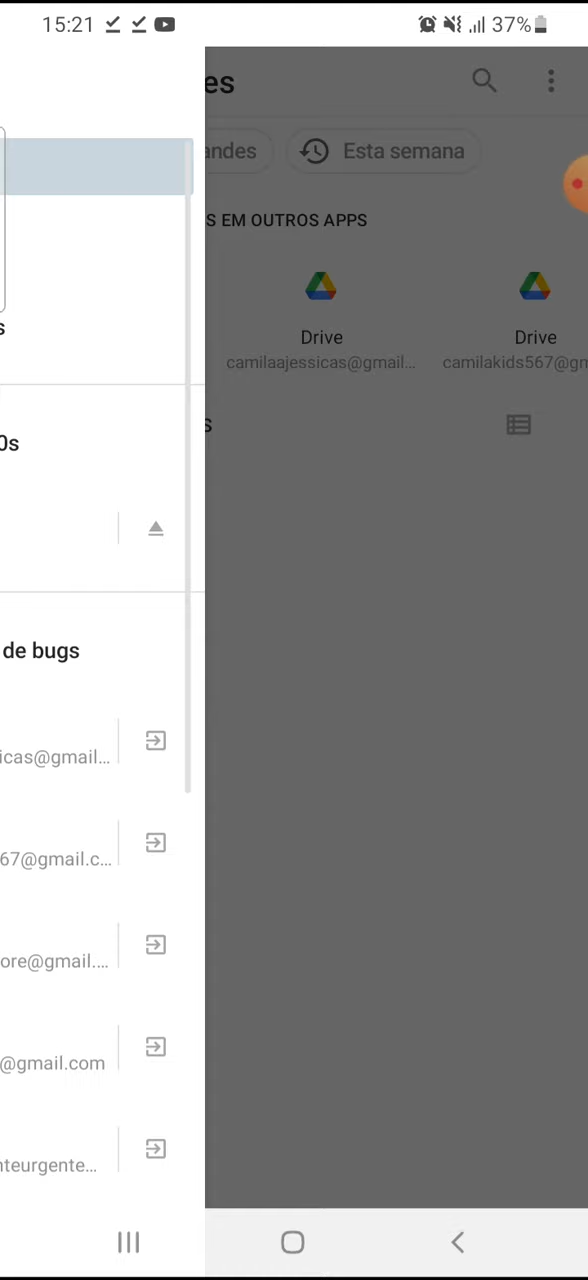 15:21 37%
es
andes Esta semana
S EM OUTROS APPS
Drive Drive
camilaajessicas@gmail... camilakids567@gm
s
s
0s
de bugs
icas@gmail...
67@gmail.c...
ore@gmail....
@gmail.com
nteurgente...